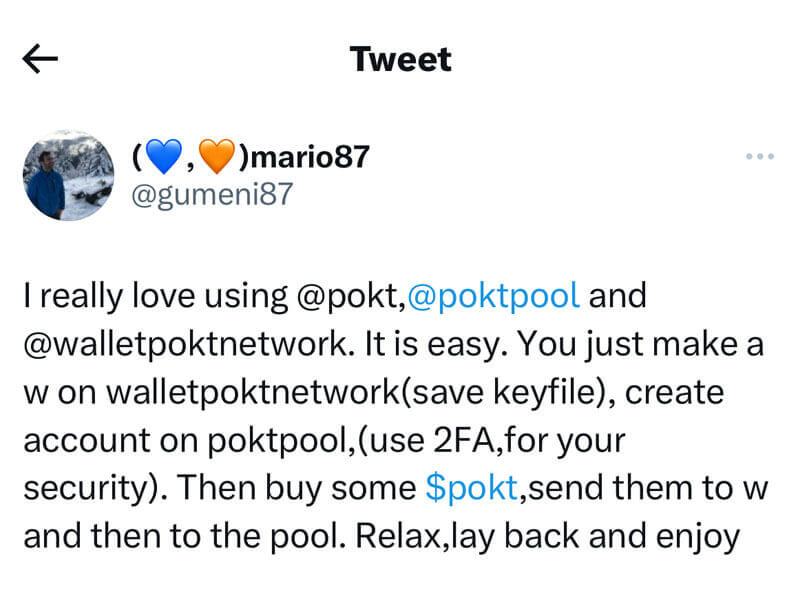 Tweet
(💙,🧡)mario87
@gumeni87
I really love using @pokt,@poktpool and
@walletpoktnetwork. It is easy. You just make a
w on walletpoktnetwork(save keyfile), create
account on poktpool,(use 2FA,for your
security). Then buy some $pokt,send them to w
and then to the pool. Relax,lay back and enjoy